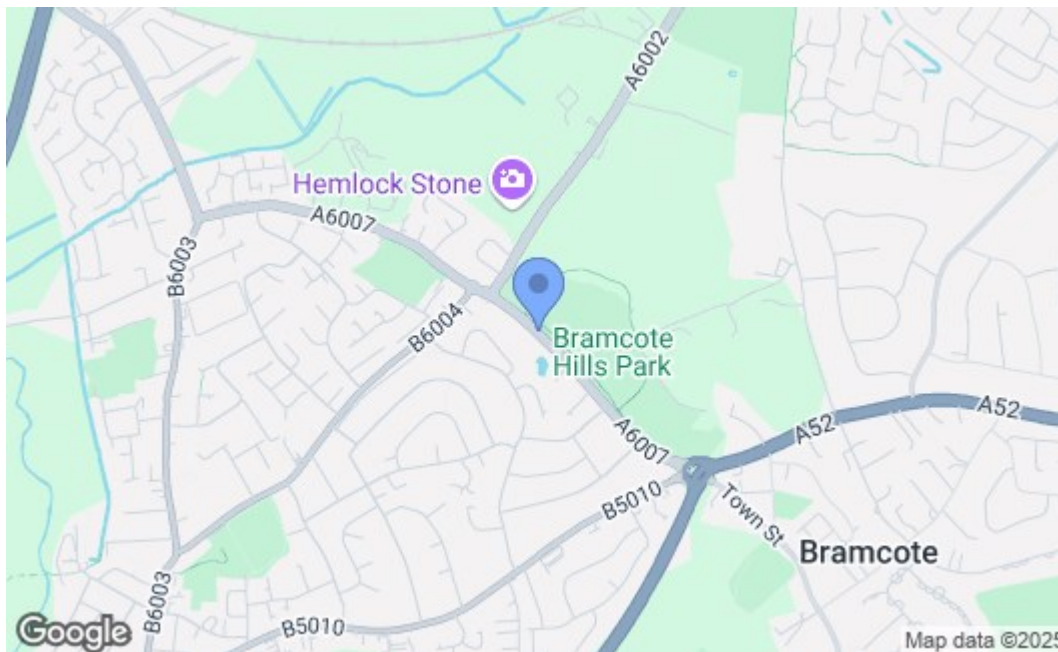 A6002
Hemlock Stone
A6007
B6003
B6004
Bramcote
Hills Park
A52
A52
A6007
B5010
Town St
Bramcote
B6003
B5010
Google
Map data ©2025